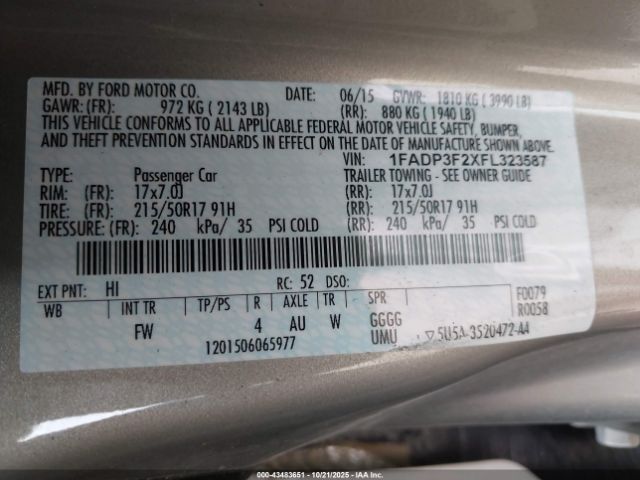 MFD. BY FORD MOTOR CO. DATE: 06/15 GVWR: 1810 KG ( 3990 LB)
GAWR: (FR): 972 KG ( 2143 LB) (RR): 880 KG ( 1940 LB)
THIS VEHICLE CONFORMS TO ALL APPLICABLE FEDERAL MOTOR VEHICLE SAFETY, BUMPER,
AND THEFT PREVENTION STANDARDS IN EFFECT ON THE DATE OF MANUFACTURE SHOWN ABOVE.
VIN: 1FADP3F2XFL323587
TYPE: Passenger Car TRAILER TOWING - SEE OWNER GUIDE
RIM: (FR): 17x7.0J (RR): 17x7.0J
TIRE: (FR): 215/50R17 91H (RR): 215/50R17 91H
PRESSURE: (FR): 240 kPa/ 35 PSI COLD (RR): 240 kPa/ 35 PSI COLD
EXT PNT: HI RC: 52 DSO: F0079
WB INT TR TP/PS R AXLE TR SPR R0058
FW 4 AU W GGGG
UMU ▽5U5A-3520472-AA
1201506065977
000-43483651 - 10/21/2025 - IAA Inc.